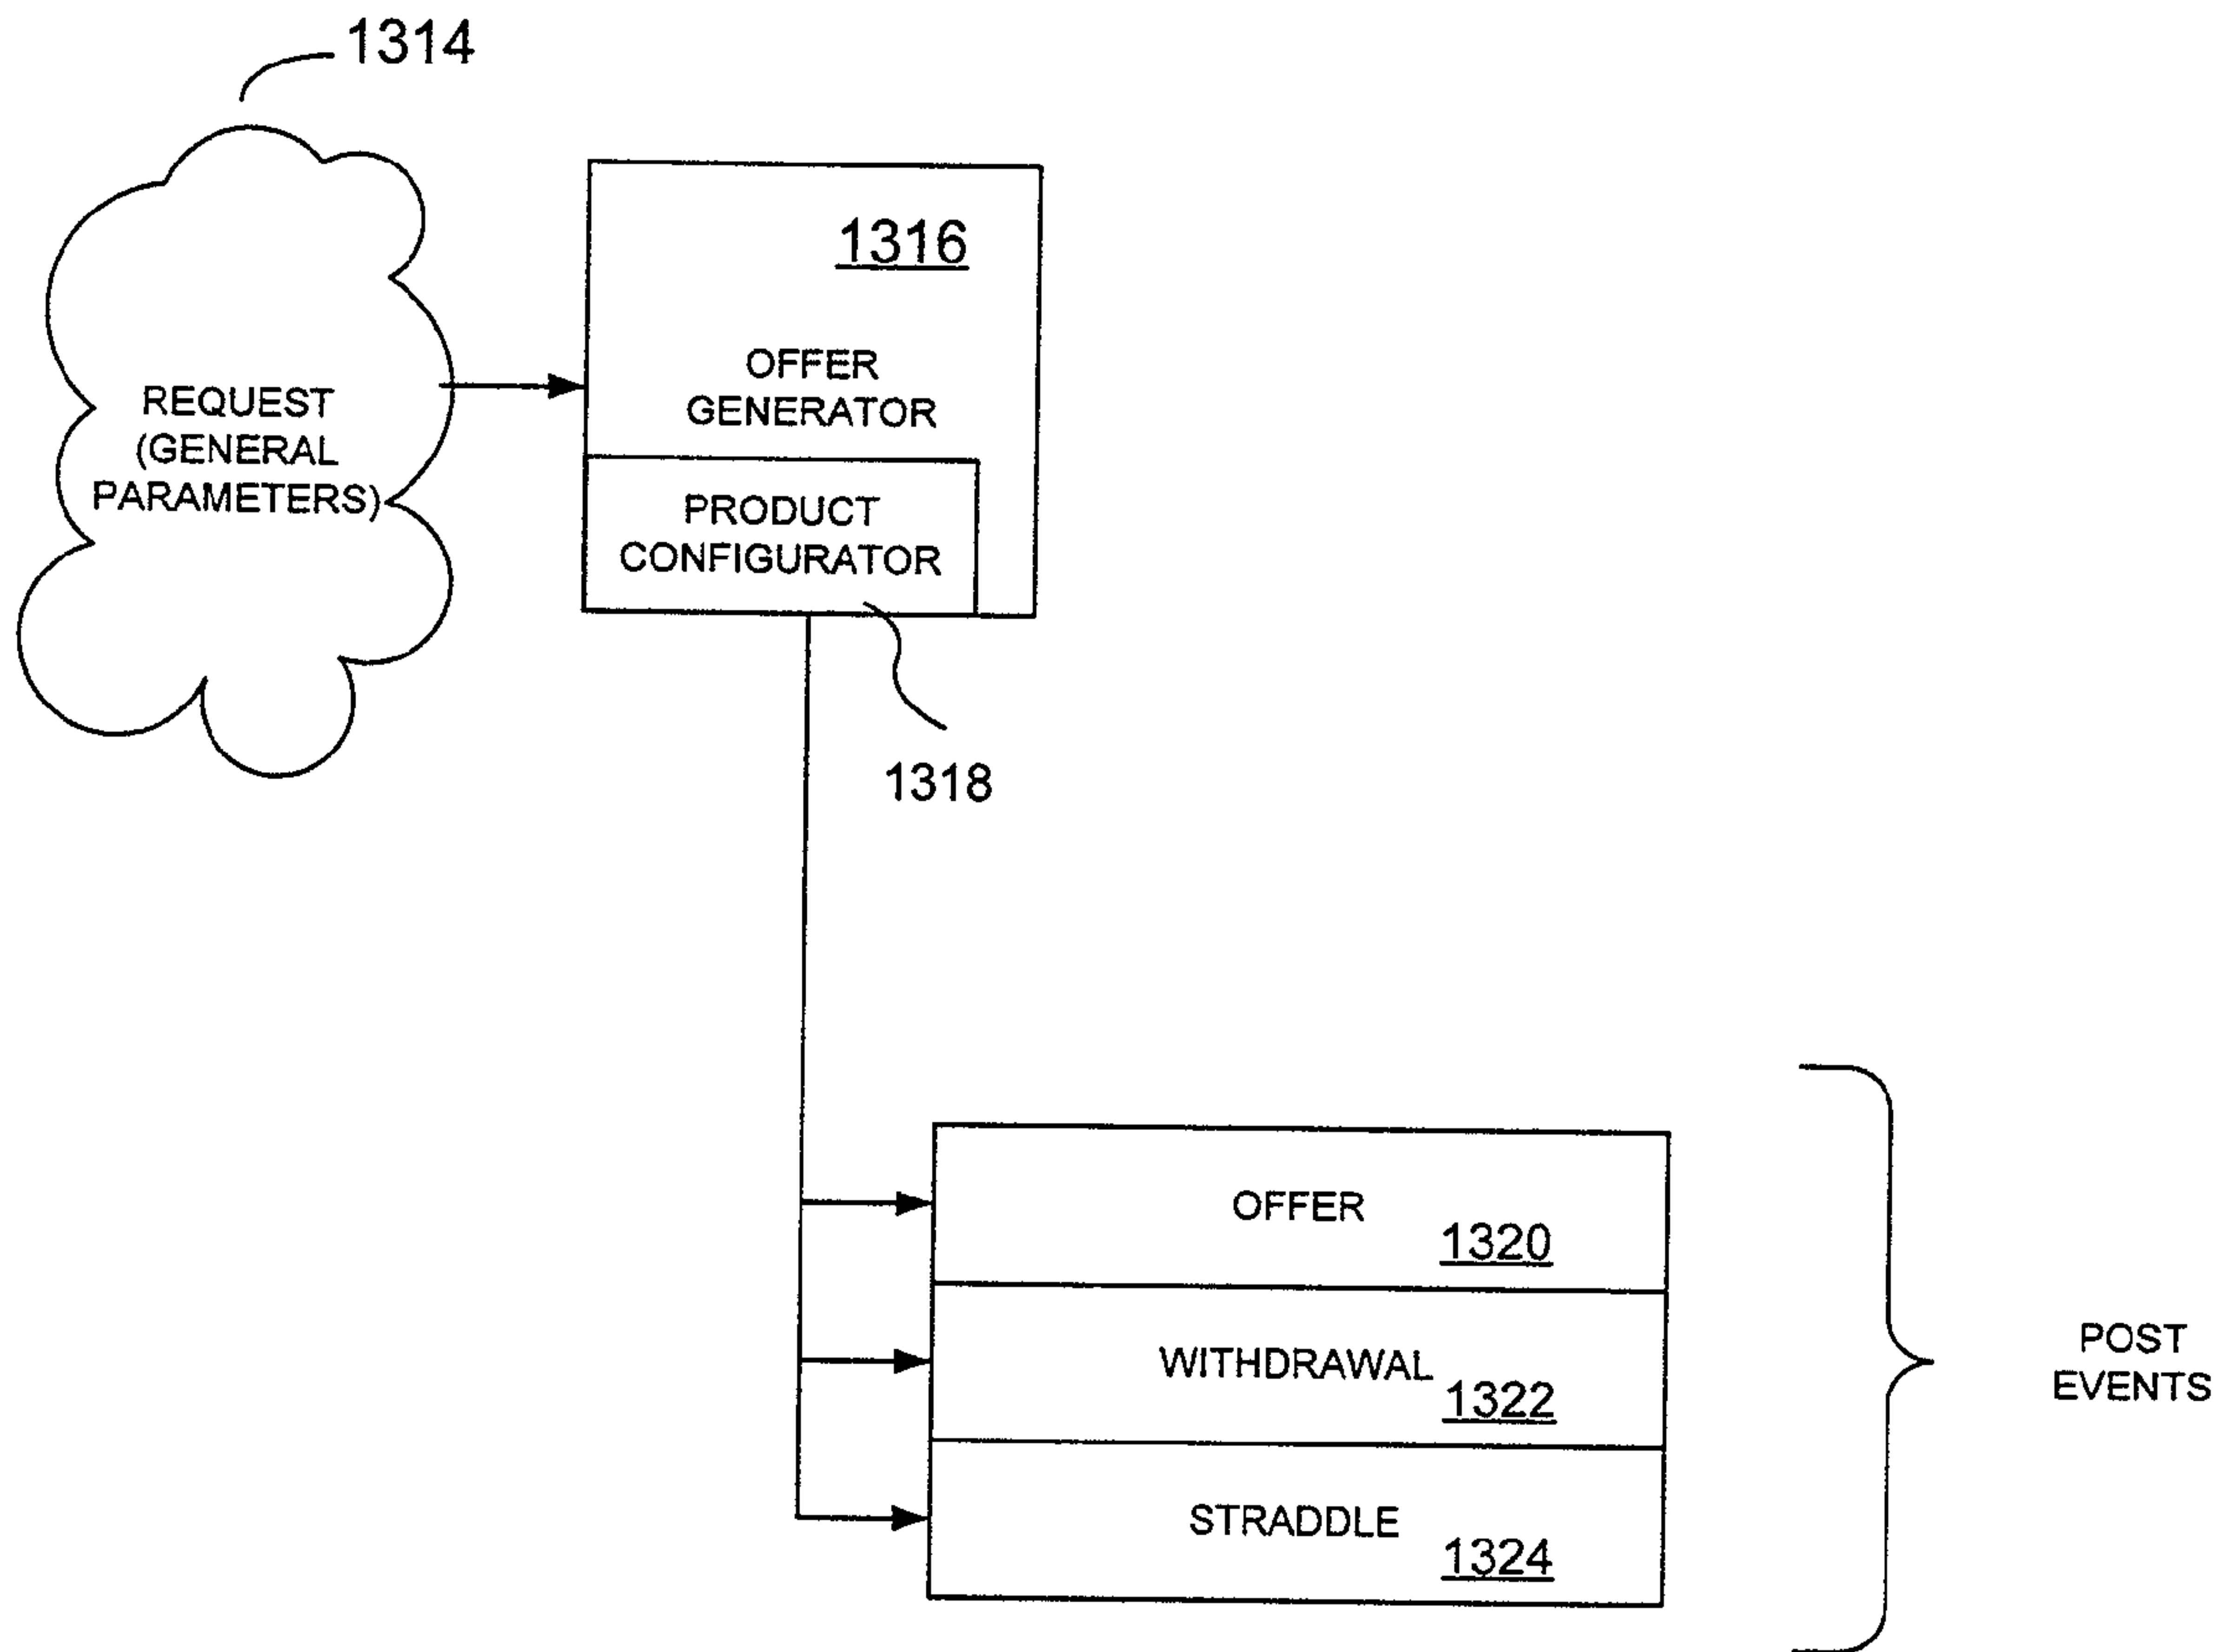 1314
REQUEST
(GENERAL
PARAMETERS)
1316
OFFER
GENERATOR
PRODUCT
CONFIGURATOR
1318
OFFER
1320
WITHDRAWAL
1322
STRADDLE
1324
POST
EVENTS